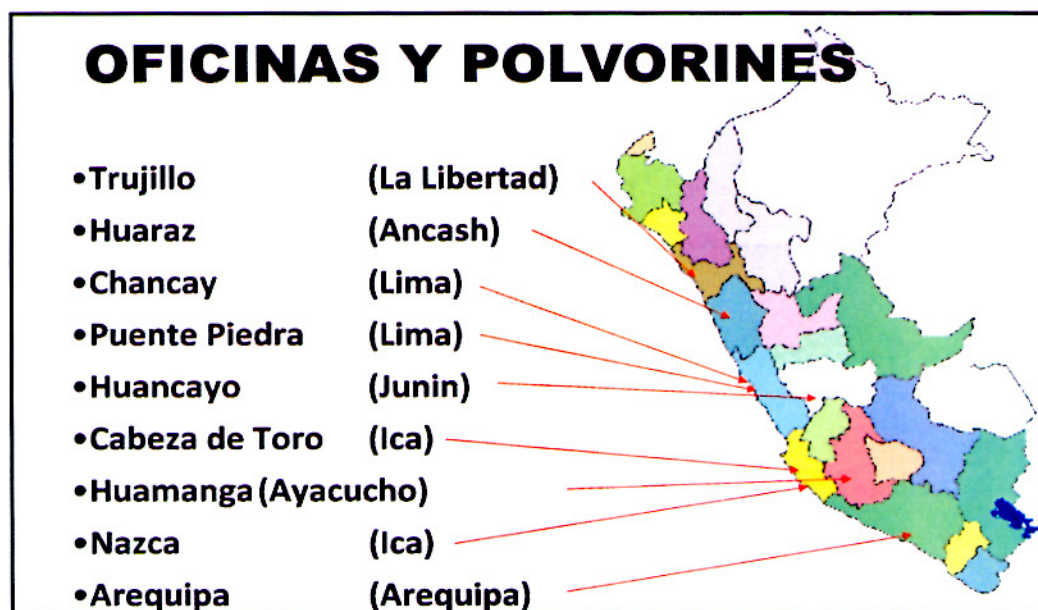 OFICINAS Y POLVORINES
•Trujillo (La Libertad)
•Huaraz (Ancash)
•Chancay (Lima)
•Puente Piedra (Lima)
•Huancayo (Junin)
•Cabeza de Toro (Ica)
•Huamanga (Ayacucho)
•Nazca (Ica)
•Arequipa (Arequipa)